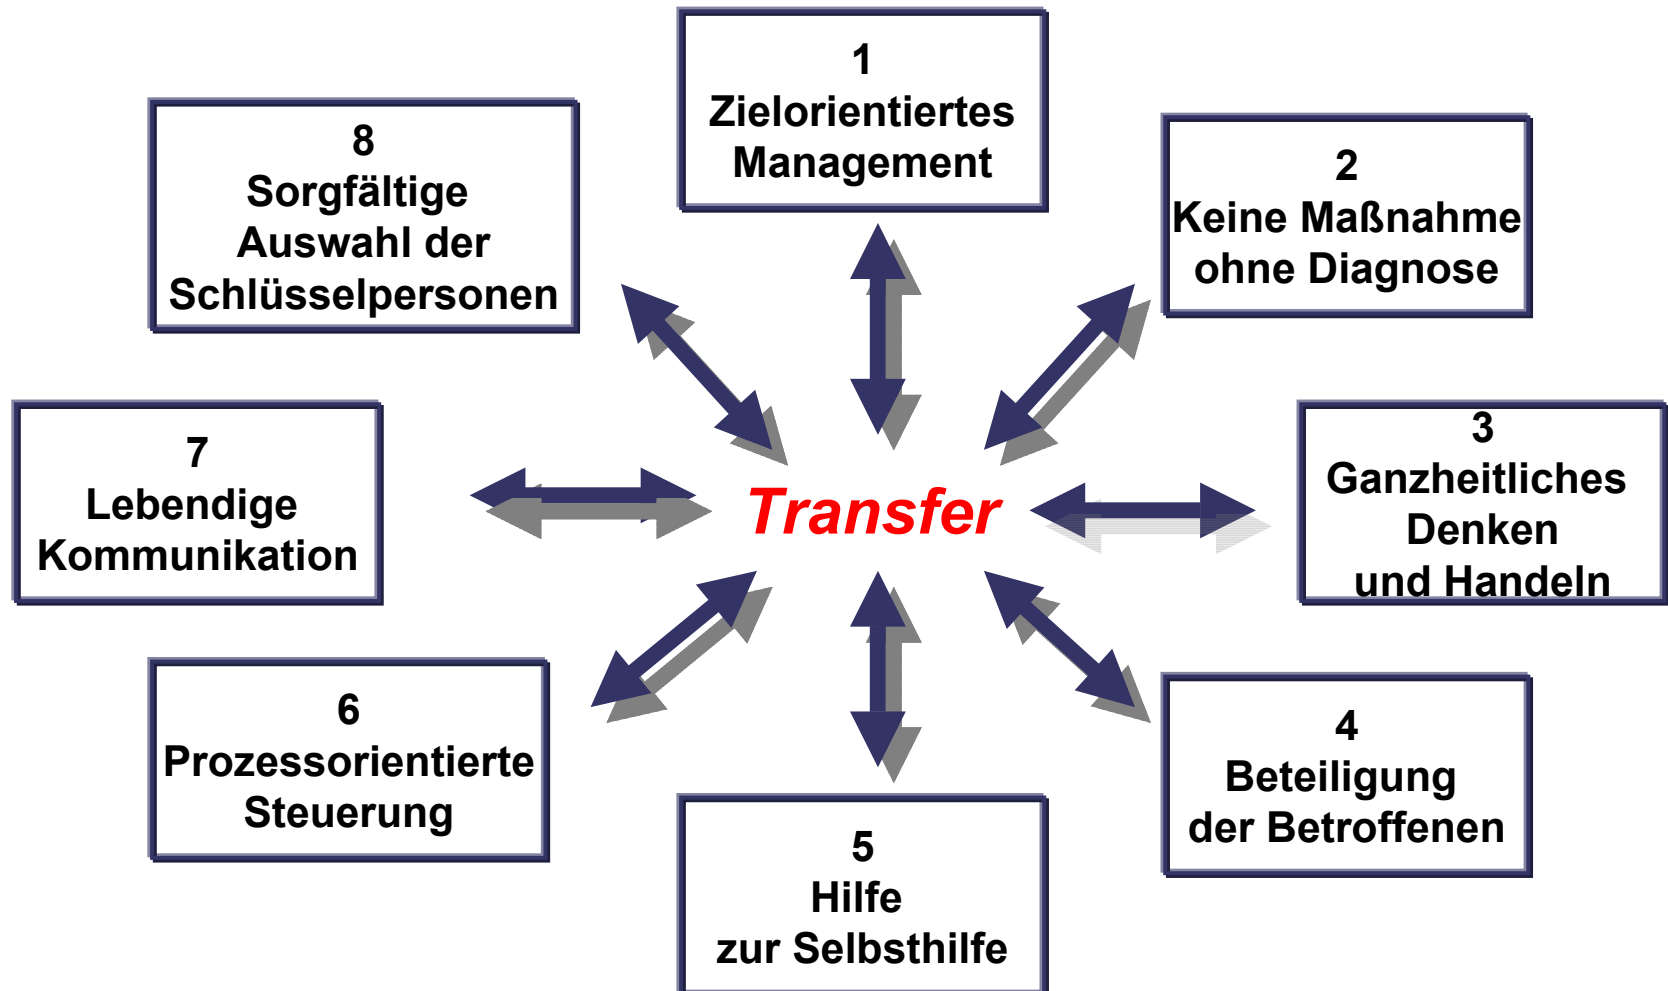 1
Zielorientiertes
Management
2
Keine Maßnahme
ohne Diagnose
3
Ganzheitliches
Denken
und Handeln
4
Beteiligung
der Betroffenen
5
Hilfe
zur Selbsthilfe
6
Prozessorientierte
Steuerung
7
Lebendige
Kommunikation
8
Sorgfältige
Auswahl der
Schlüsselpersonen
Transfer